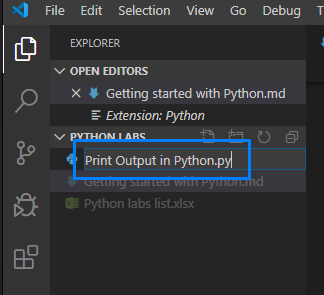 File Edit Selection View Go Debug Terminal
EXPLORER
OPEN EDITORS
Getting started with Python.md
Extension: Python
PYTHON LABS
Print Output in Python.py
Getting started with Python.md
Python labs list.xlsx